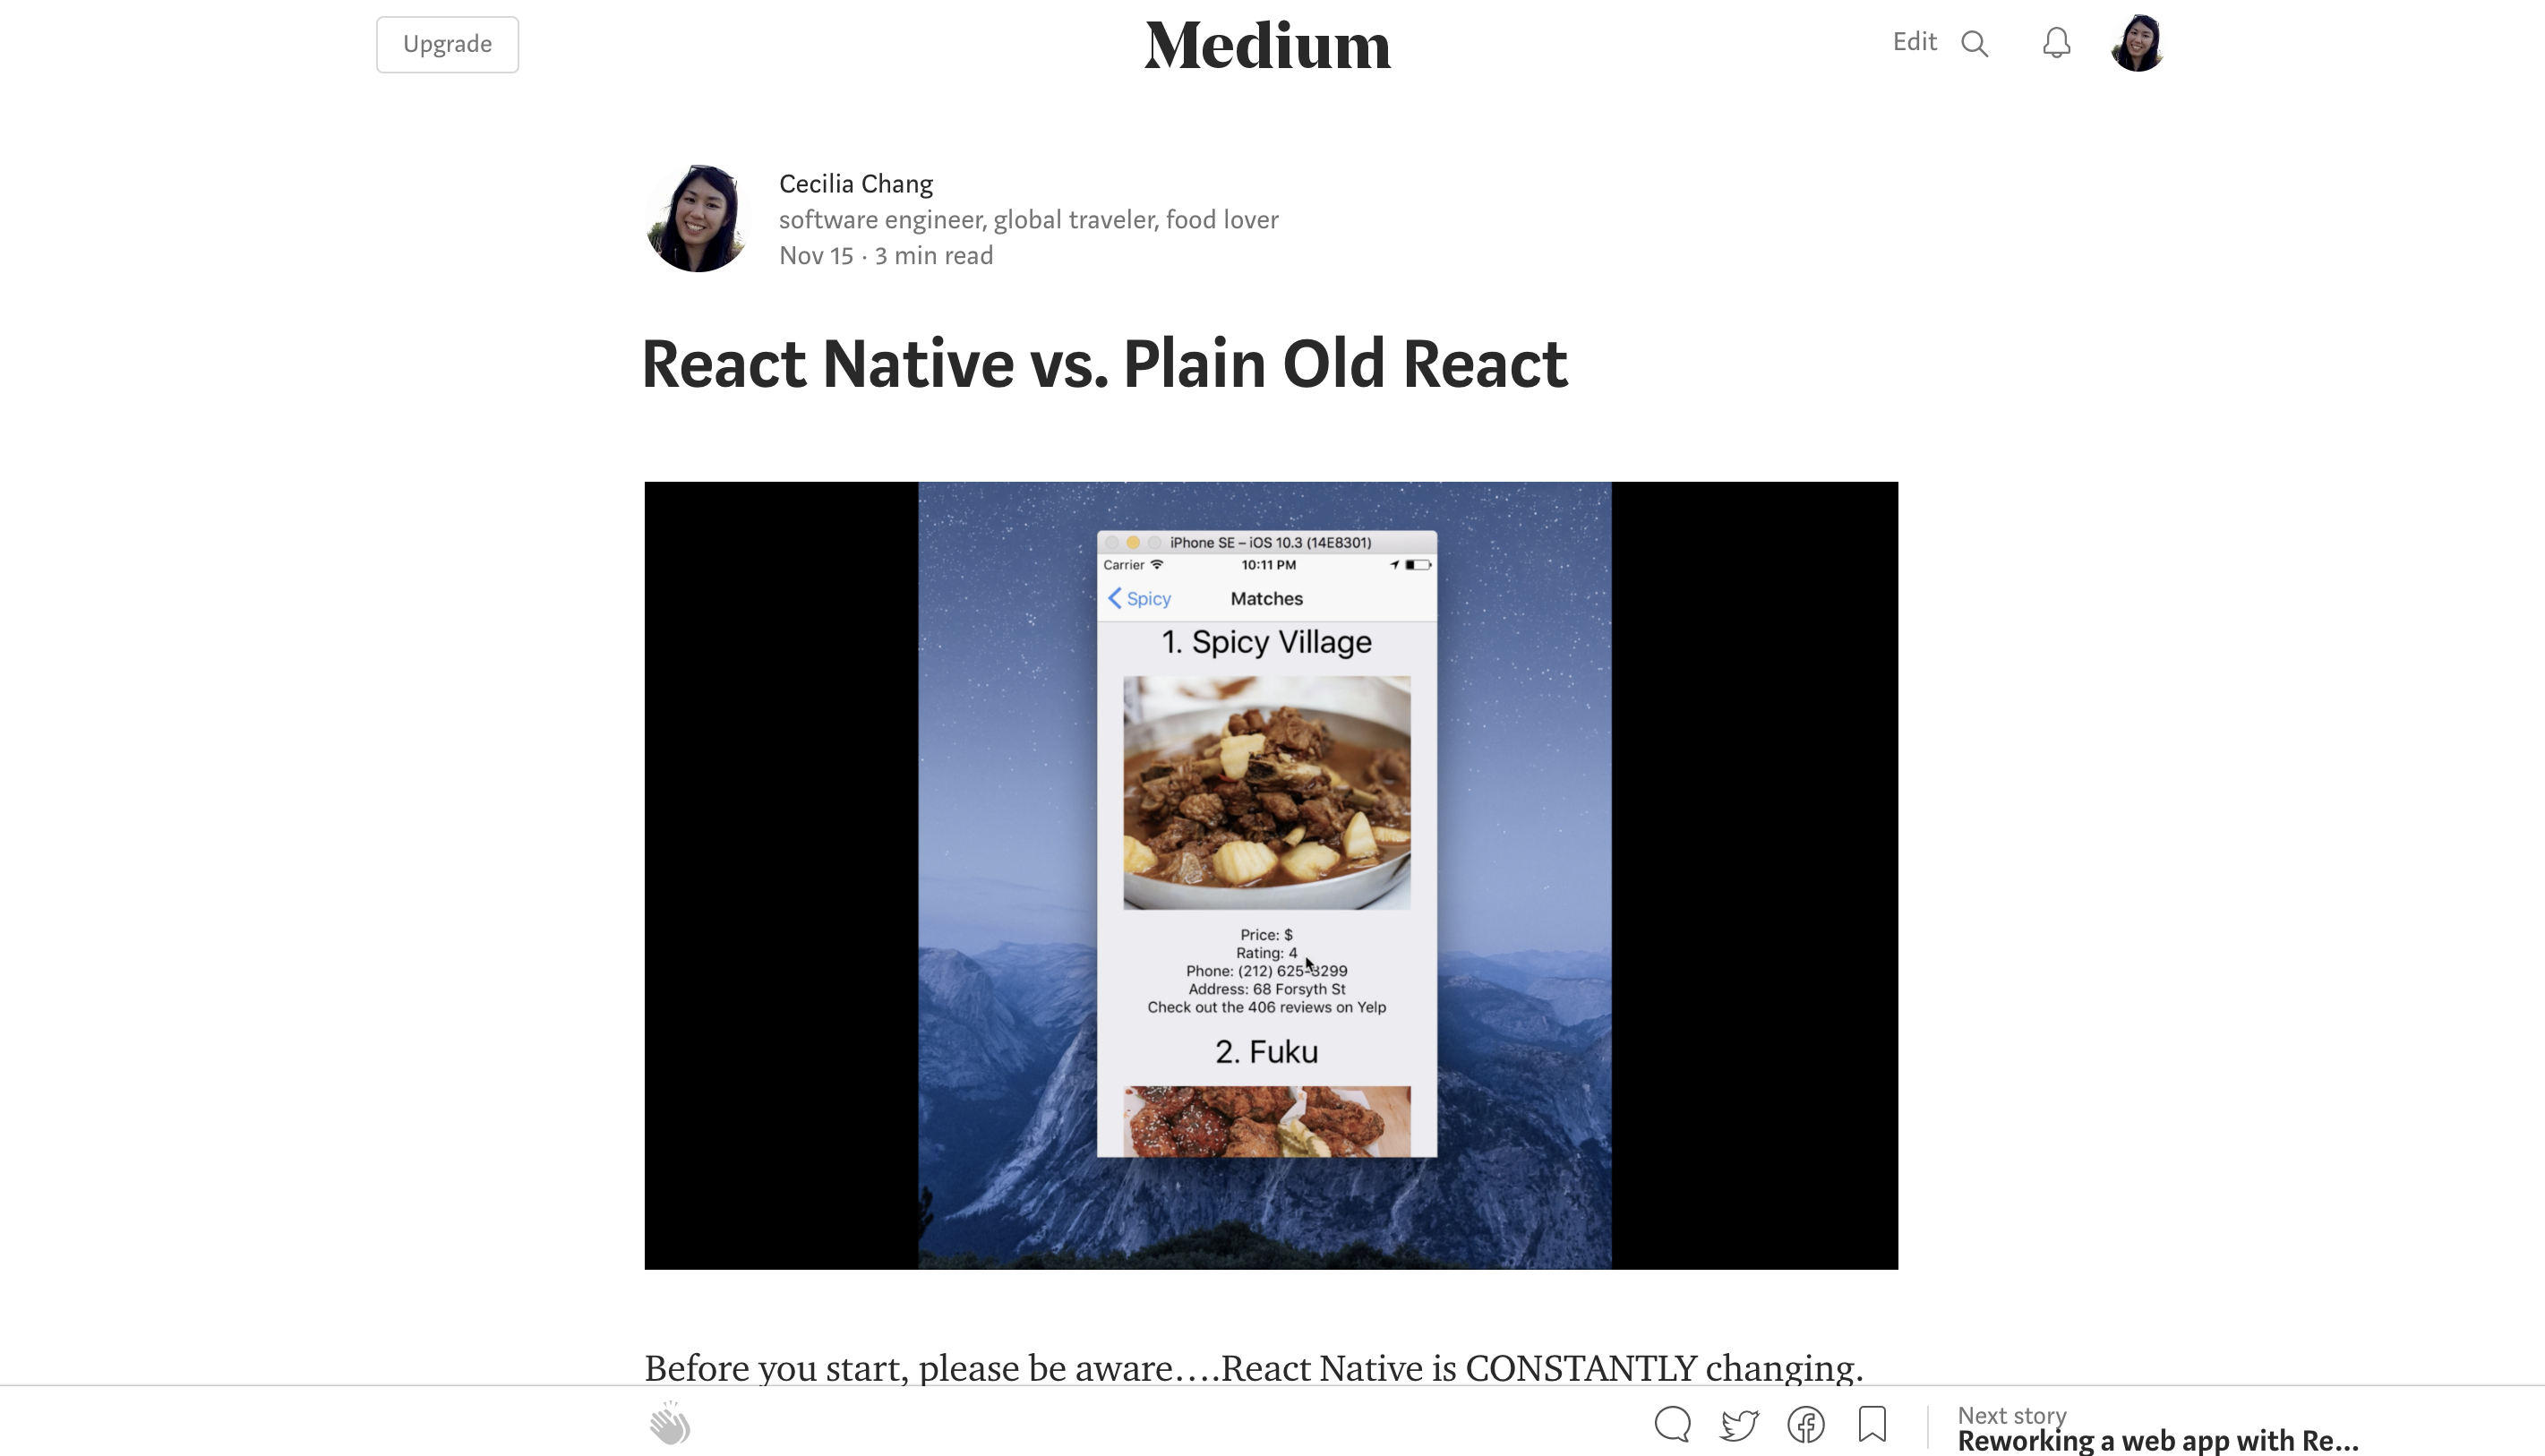 Upgrade
Medium
Edit
Cecilia Chang
software engineer, global traveler, food lover
Nov 15 · 3 min read
React Native vs. Plain Old React
iPhone SE – iOS 10.3 (14E8301)
Carrier
10:11 PM
Spicy
Matches
1. Spicy Village
Price: $
Rating: 4
Phone: (212) 625-3299
Address: 68 Forsyth St
Check out the 406 reviews on Yelp
2. Fuku
Before you start, please be aware….React Native is CONSTANTLY changing.
Next story
Reworking a web app with Re...